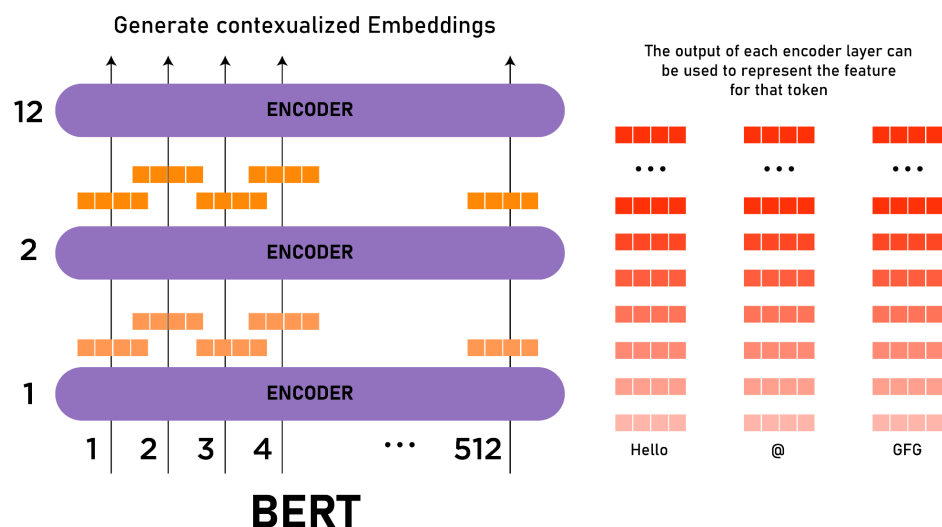 Generate contexualized Embeddings
12 ENCODER
2 ENCODER
1 ENCODER
1 2 3 4 ... 512
BERT
The output of each encoder layer can
be used to represent the feature
for that token
... ... ...
Hello @ GFG